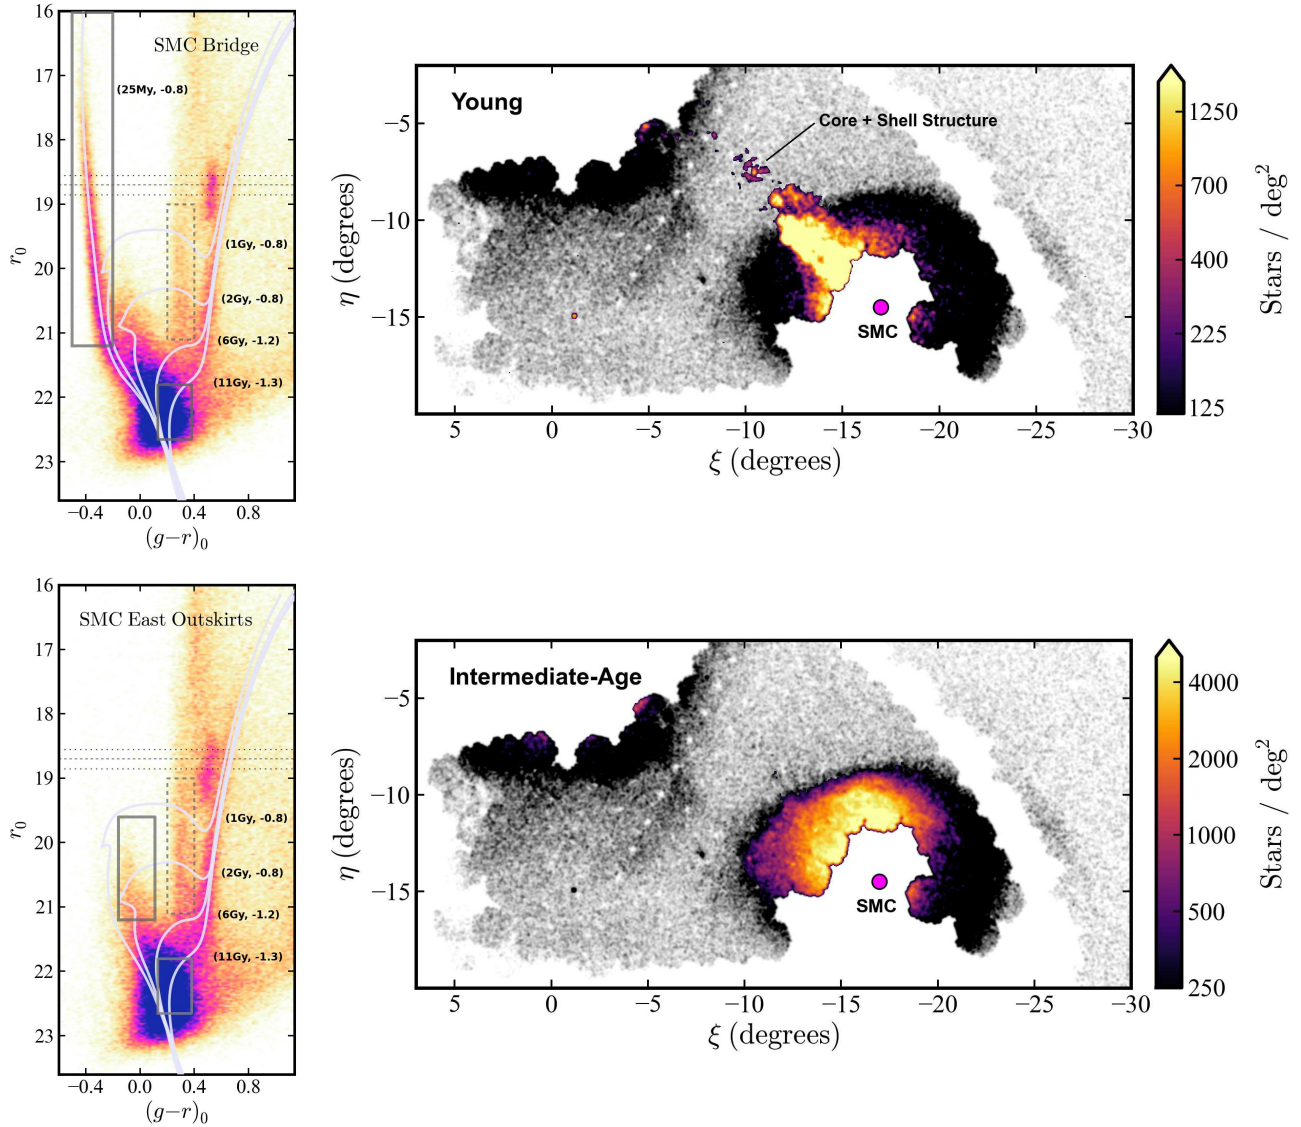 SMC Bridge
16
17
18
19
20
21
22
23
r0
(25My, -0.8)
(1Gy, -0.8)
(2Gy, -0.8)
(6Gy, -1.2)
(11Gy, -1.3)
−0.4 0.0 0.4 0.8
(g−r)0
Young
Core + Shell Structure
SMC
−5
−10
−15
η (degrees)
5 0 −5 −10 −15 −20 −25 −30
ξ (degrees)
1250
700
400
225
125
Stars / deg²
SMC East Outskirts
16
17
18
19
20
21
22
23
r0
(1Gy, -0.8)
(2Gy, -0.8)
(6Gy, -1.2)
(11Gy, -1.3)
−0.4 0.0 0.4 0.8
(g−r)0
Intermediate-Age
SMC
−5
−10
−15
η (degrees)
5 0 −5 −10 −15 −20 −25 −30
ξ (degrees)
4000
2000
1000
500
250
Stars / deg²